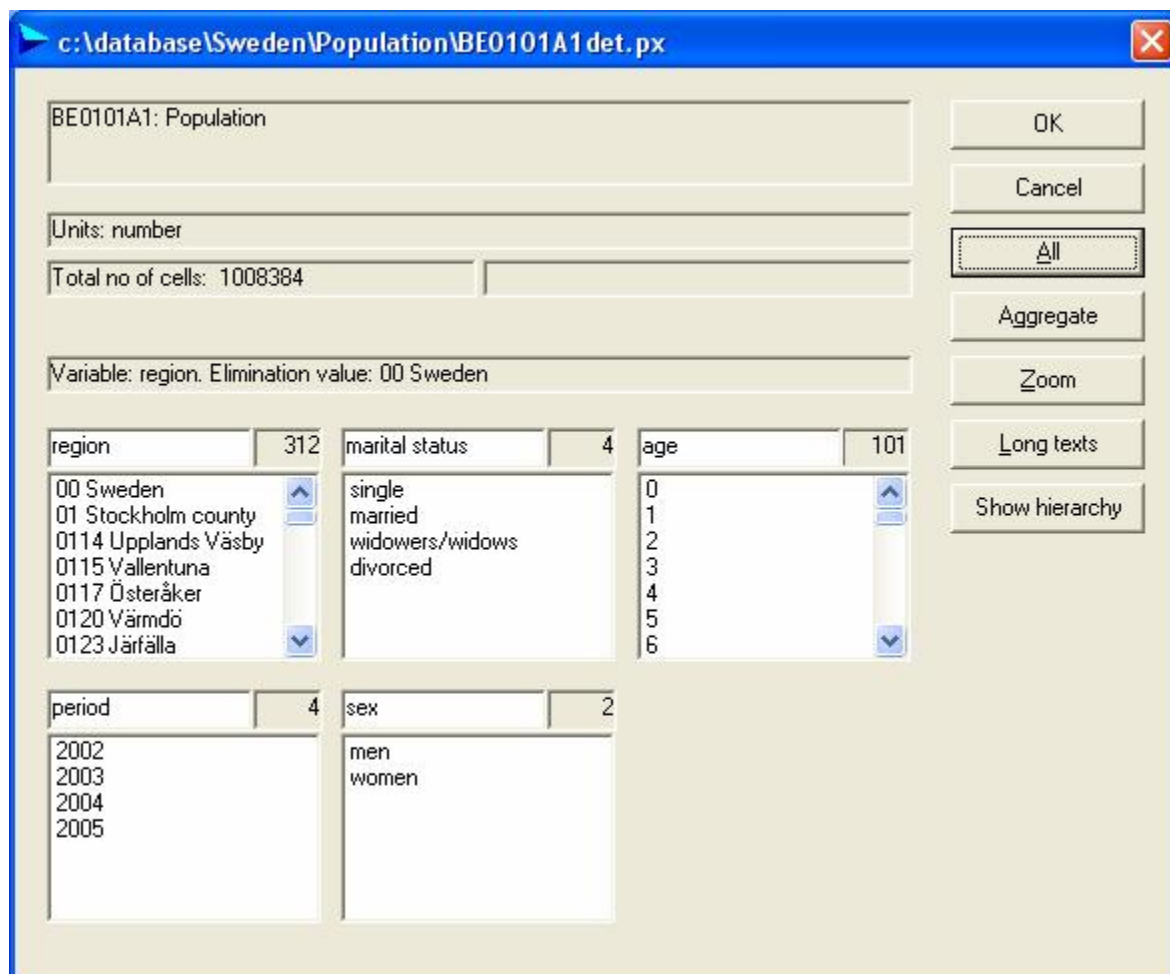 c:\database\Sweden\Population\BE0101A1det.px
BE0101A1: Population
OK
Cancel
Units: number
All
Total no of cells: 1008384
Aggregate
Variable: region. Elimination value: 00 Sweden
Zoom
region 312 marital status 4 age 101
Long texts
00 Sweden single 0
01 Stockholm county married 1
Show hierarchy
0114 Upplands Väsby widowers/widows 2
0115 Vallentuna divorced 3
0117 Österåker 4
0120 Värmdö 5
0123 Järfälla 6
period 4 sex 2
2002 men
2003 women
2004
2005